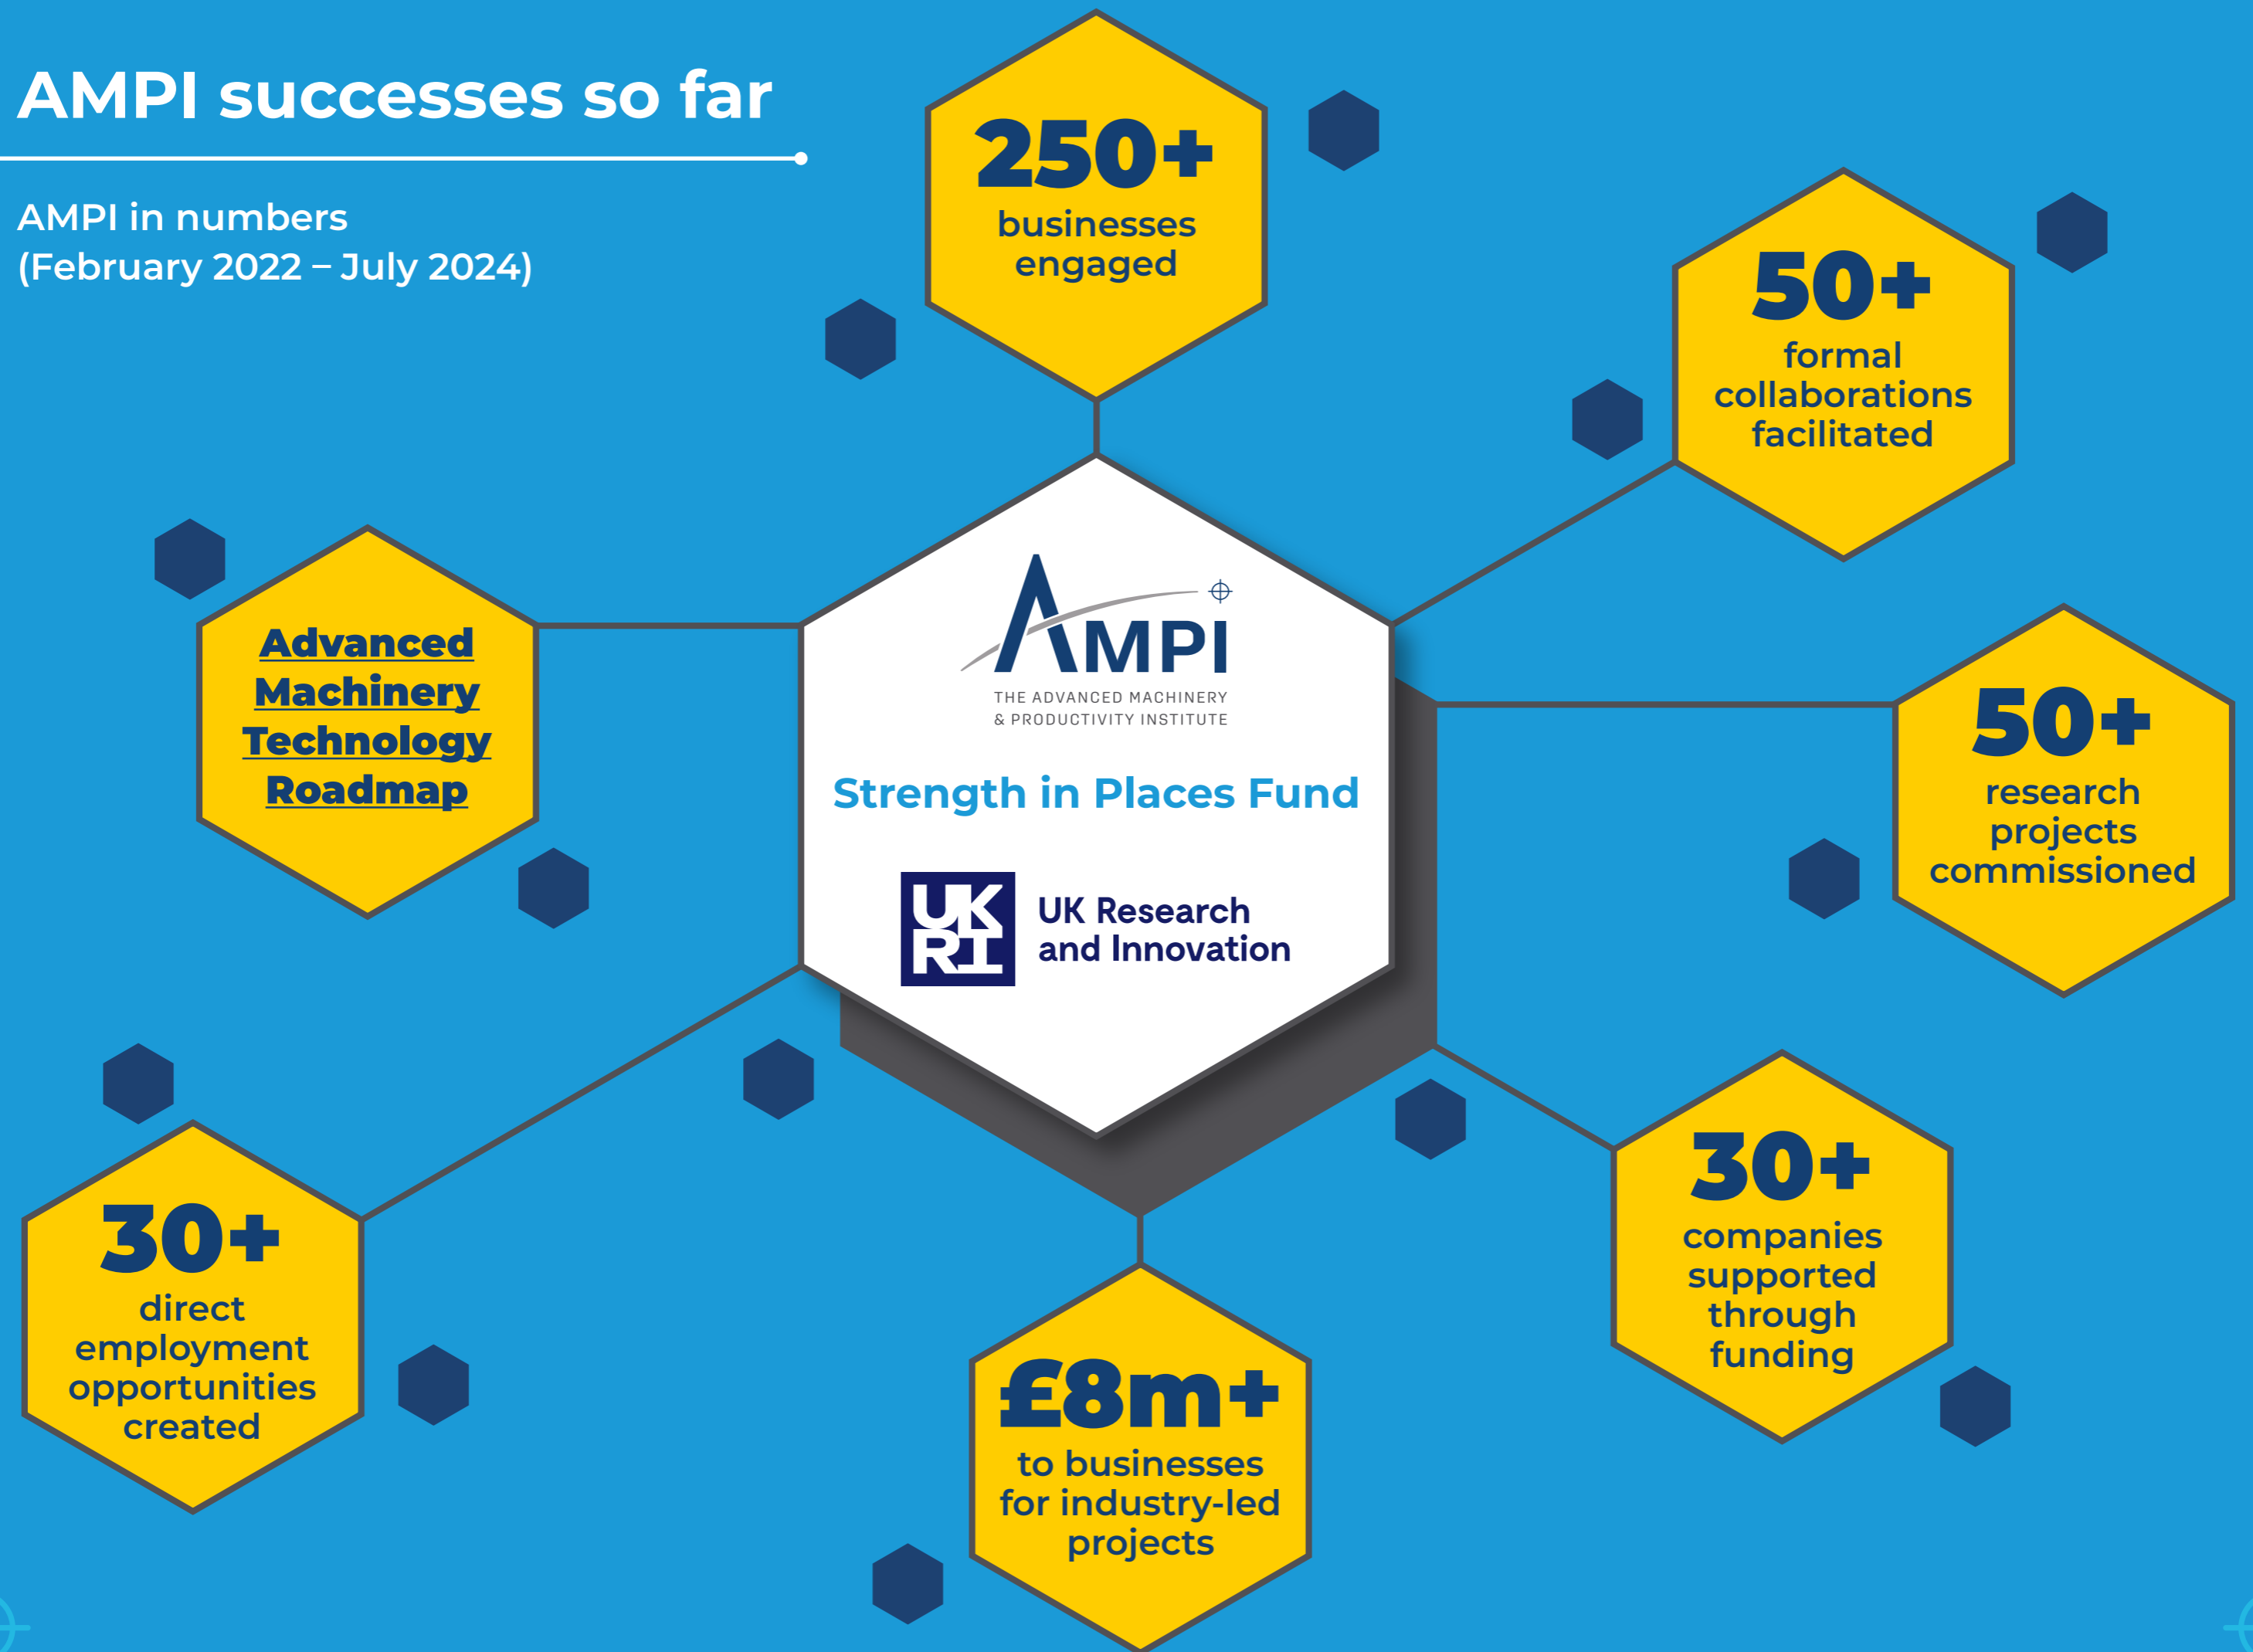 AMPI successes so far
AMPI in numbers
(February 2022 – July 2024)
250+
businesses
engaged
50+
formal
collaborations
facilitated
50+
research
projects
commissioned
30+
companies
supported
through
funding
£8m+
to businesses
for industry-led
projects
30+
direct
employment
opportunities
created
Advanced
Machinery
Technology
Roadmap
AMPI
THE ADVANCED MACHINERY
& PRODUCTIVITY INSTITUTE
Strength in Places Fund
UK
RI
UK Research
and Innovation